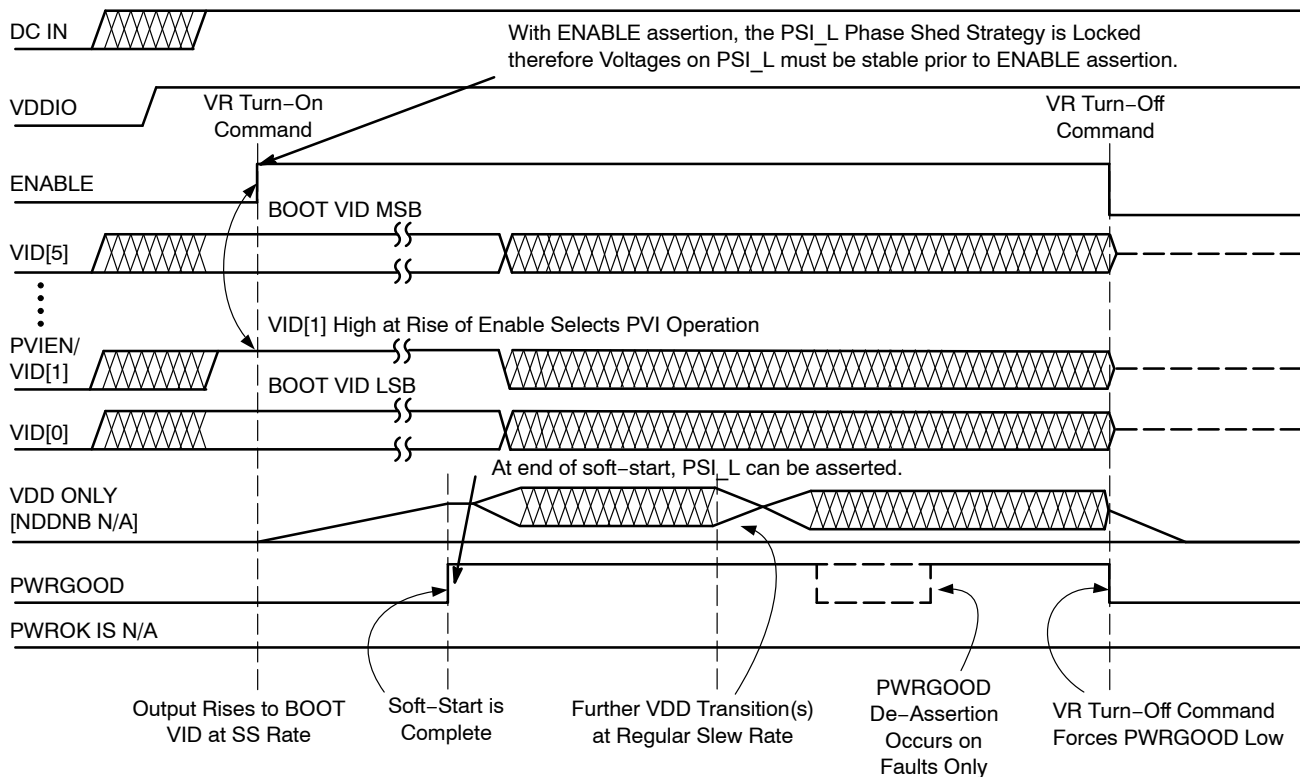 DC IN
With ENABLE assertion, the PSI_L Phase Shed Strategy is Locked
therefore Voltages on PSI_L must be stable prior to ENABLE assertion.
VDDIO
VR Turn−On
Command
VR Turn−Off
Command
ENABLE
BOOT VID MSB
VID[5]
VID[1] High at Rise of Enable Selects PVI Operation
PVIEN/
VID[1]
BOOT VID LSB
VID[0]
At end of soft−start, PSI_L can be asserted.
VDD ONLY
[NDDNB N/A]
PWRGOOD
PWROK IS N/A
Output Rises to BOOT
VID at SS Rate
Soft−Start is
Complete
Further VDD Transition(s)
at Regular Slew Rate
PWRGOOD
De−Assertion
Occurs on
Faults Only
VR Turn−Off Command
Forces PWRGOOD Low